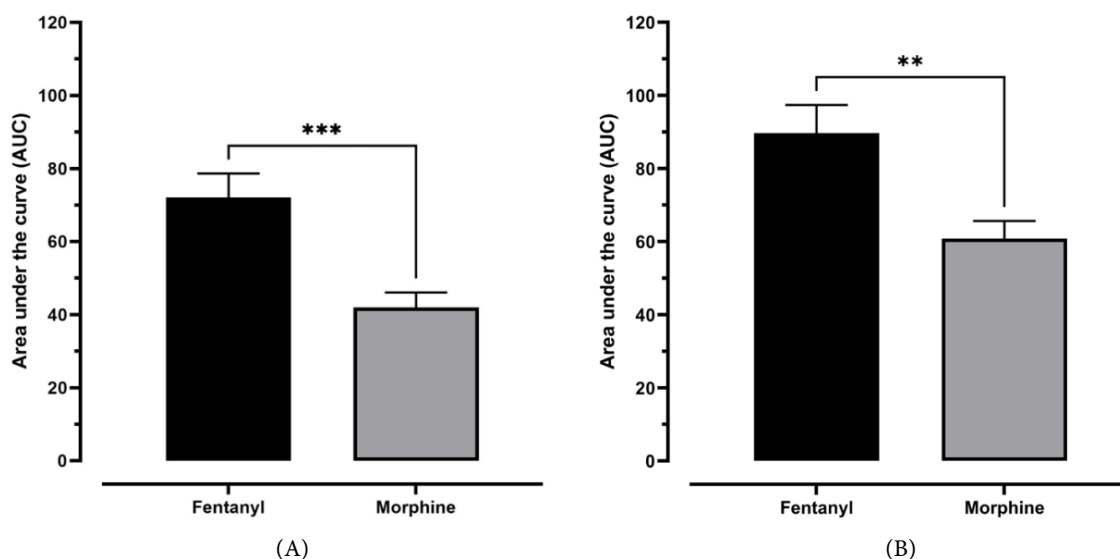 Area under the curve (AUC)
120
100
80
60
40
20
0
***
Fentanyl Morphine
(A)
Area under the curve (AUC)
120
100
80
60
40
20
0
**
Fentanyl Morphine
(B)